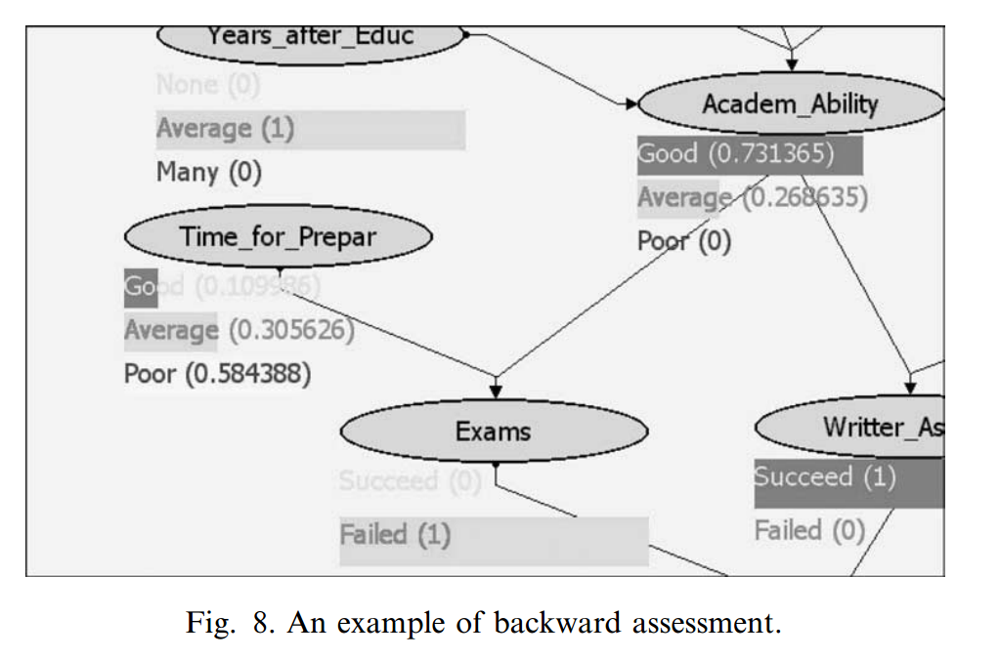 Years_after_Educ
None (0)
Average (1)
Many (0)
Academ_Ability
Good (0.731365)
Average (0.268635)
Poor (0)
Time_for_Prepar
Good (0.109986)
Average (0.305626)
Poor (0.584388)
Exams
Succeed (0)
Failed (1)
Writter_As
Succeed (1)
Failed (0)
Fig. 8. An example of backward assessment.